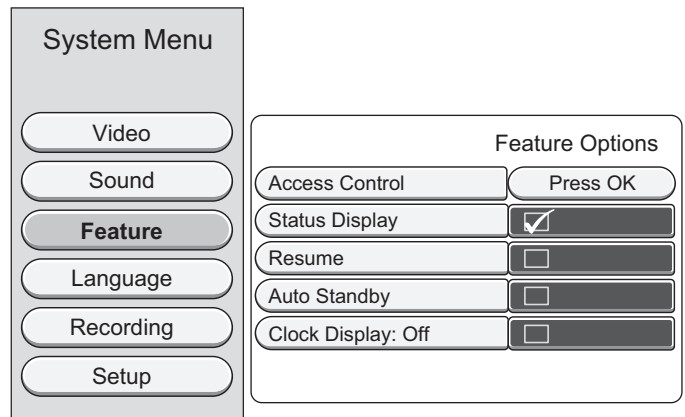 System Menu
Video
Sound
Feature
Language
Recording
Setup
Feature Options
Access Control Press OK
Status Display
Resume
Auto Standby
Clock Display: Off